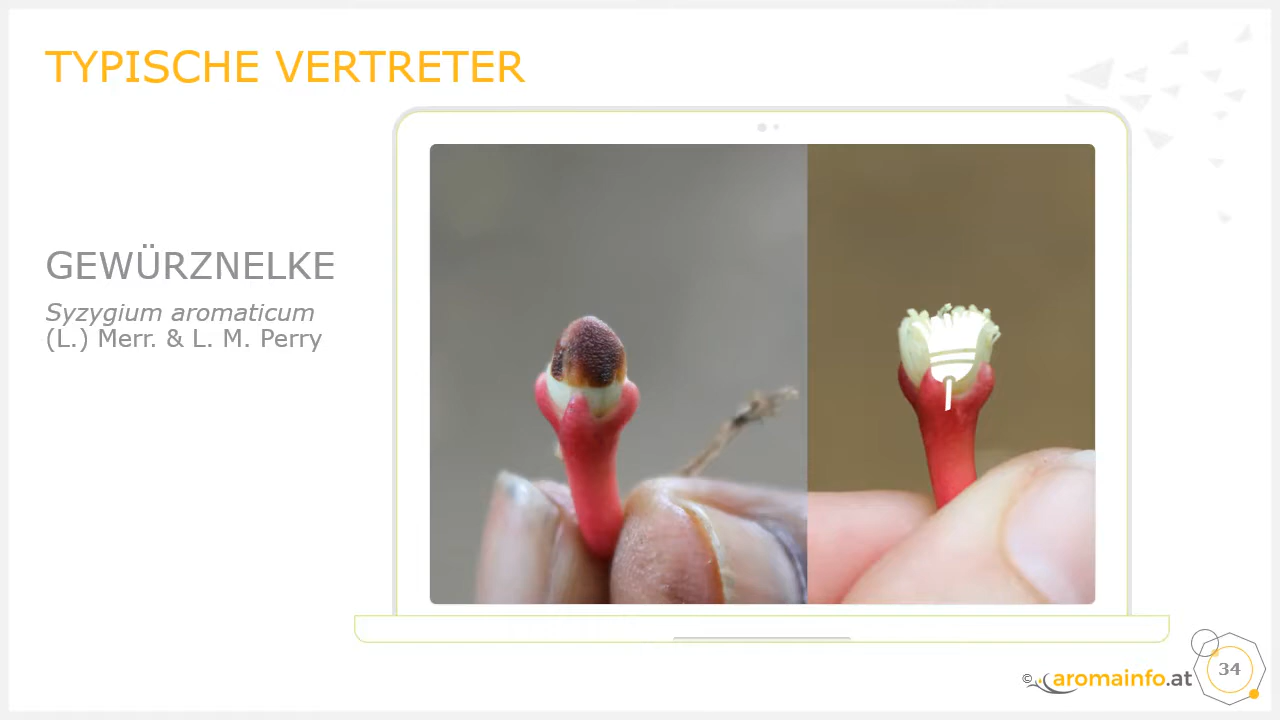 TYPISCHE VERTRETER
GEWÜRZNELKE
Syzygium aromaticum
(L.) Merr. & L. M. Perry
© aromainfo.at
34